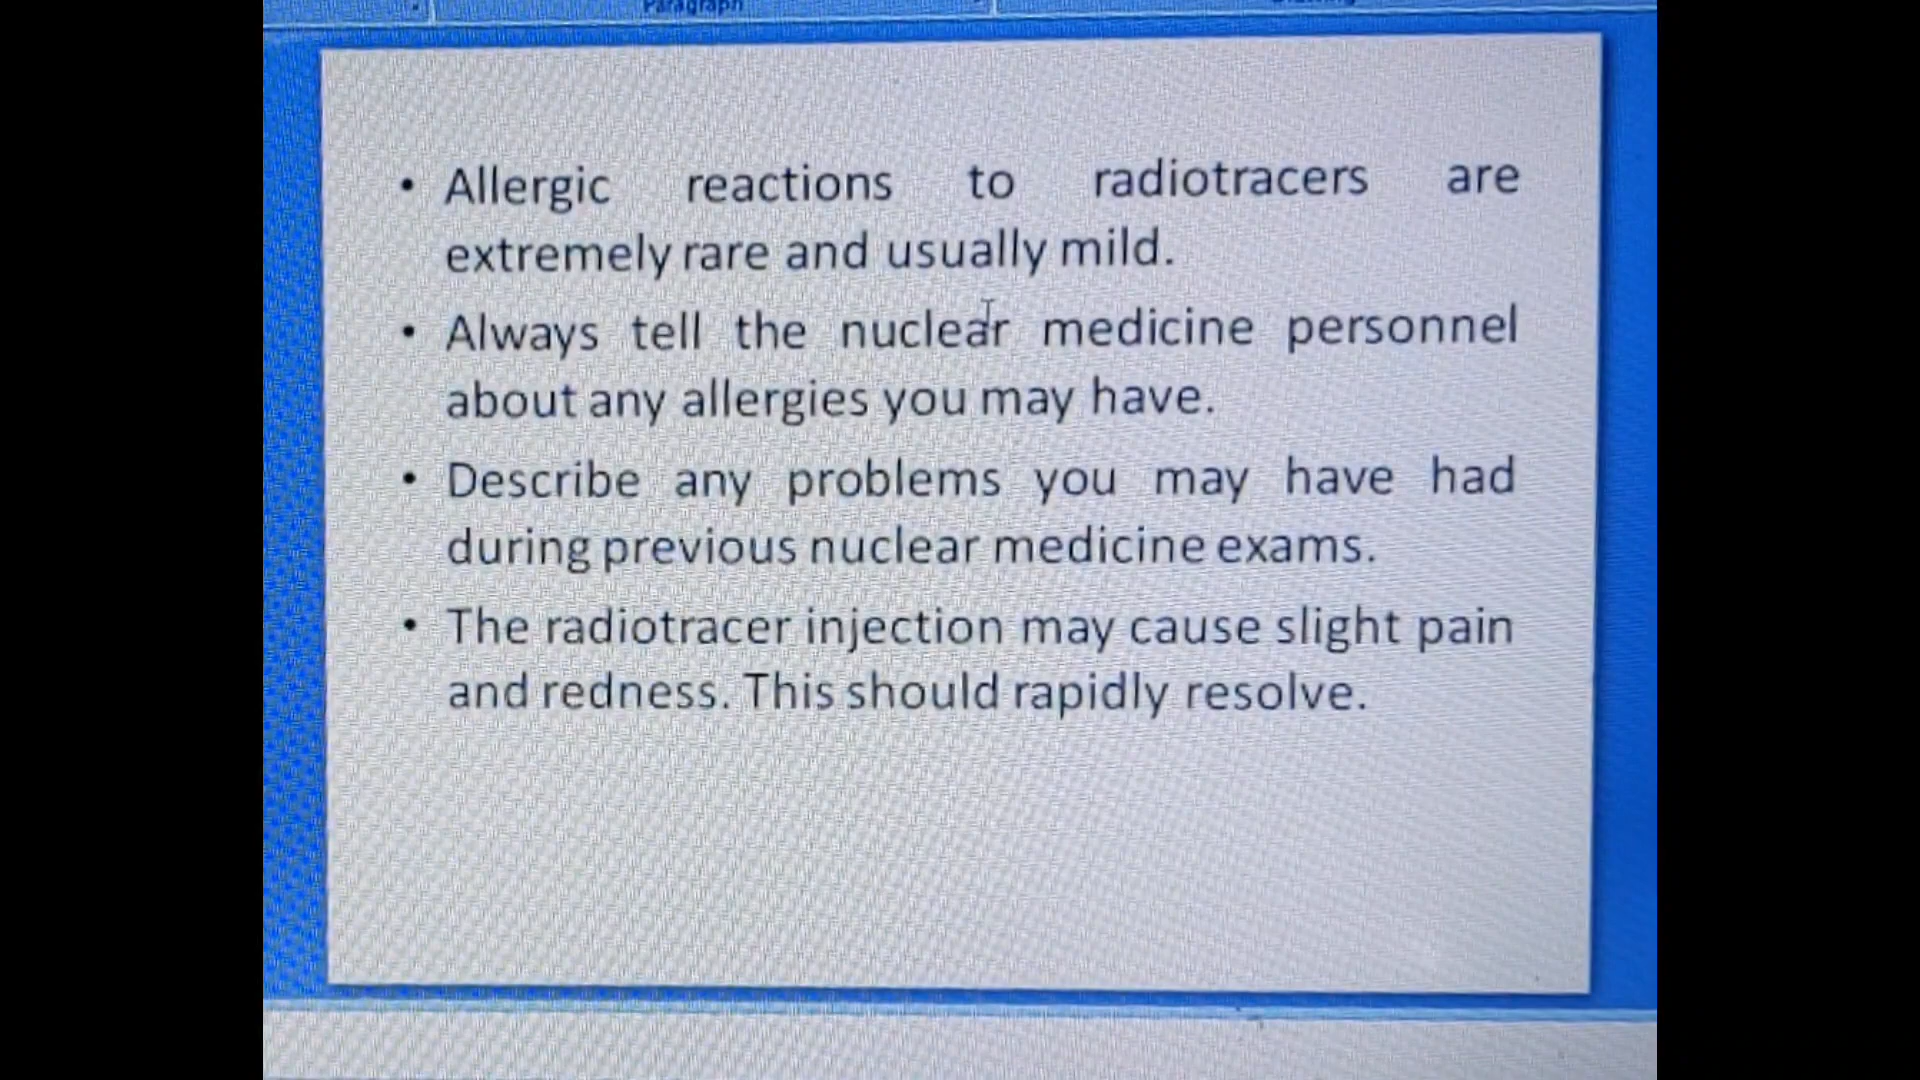 Paragraph
• Allergic reactions to radiotracers are
extremely rare and usually mild.
• Always tell the nuclear medicine personnel
about any allergies you may have.
• Describe any problems you may have had
during previous nuclear medicine exams.
• The radiotracer injection may cause slight pain
and redness. This should rapidly resolve.